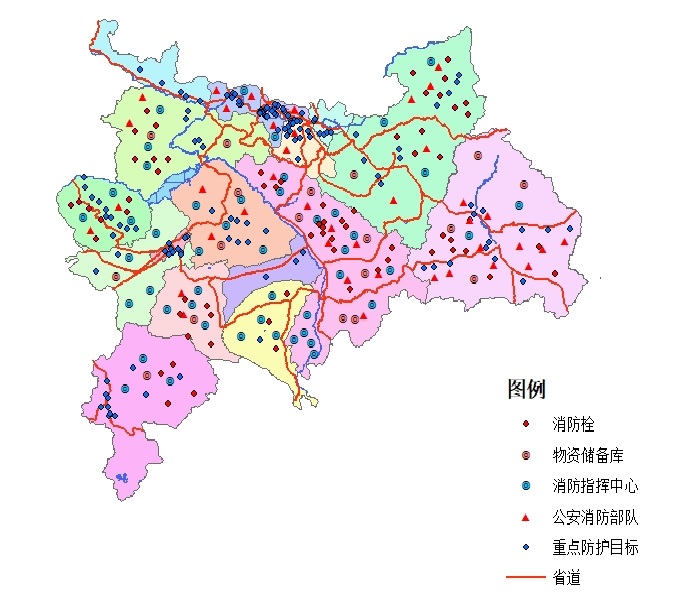 图例
消防栓
物资储备库
消防指挥中心
公安消防部队
重点防护目标
省道